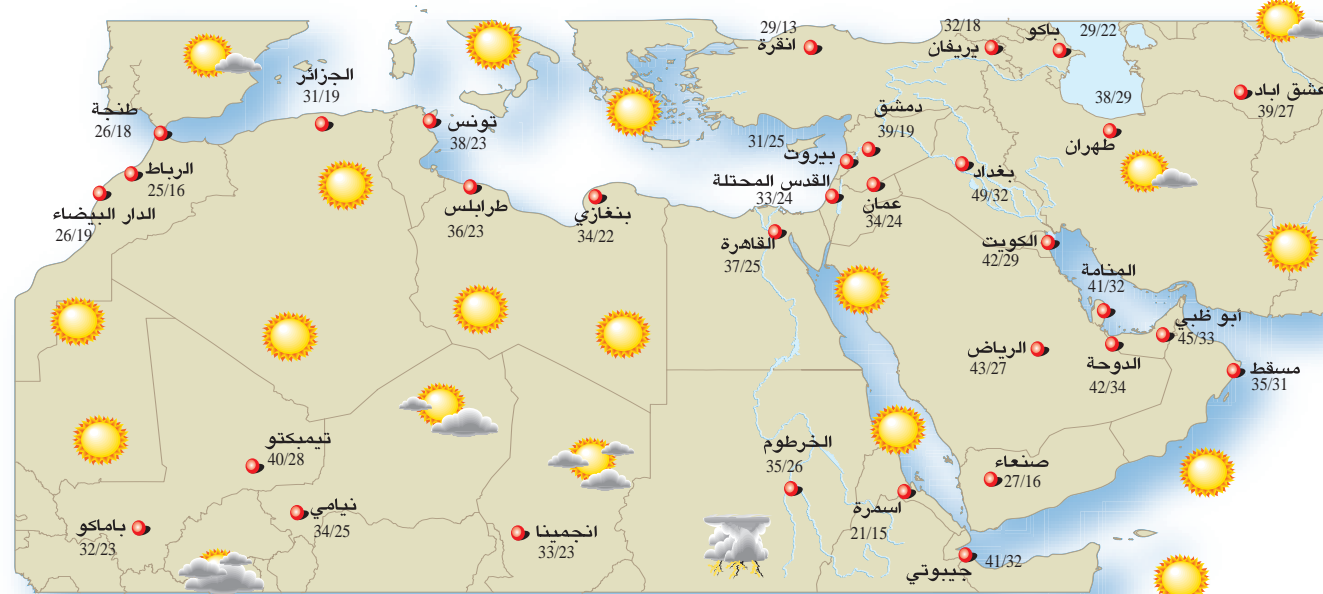 29/13
انقرة
32/18
يريفان
باكو
29/22
عشق اباد
39/27
38/29
طهران
الجزائر
31/19
طنجة
26/18
تونس
38/23
الرباط
25/16
الدار البيضاء
26/19
طرابلس
36/23
بنغازي
34/22
31/25
بيروت
دمشق
39/19
القدس المحتلة
33/24
عمان
34/24
بغداد
49/32
القاهرة
37/25
الكويت
42/29
المنامة
41/32
أبو ظبي
45/33
الرياض
43/27
الدوحة
42/34
مسقط
35/31
تيمبكتو
40/28
نيامي
34/25
باماكو
32/23
انجمينا
33/23
الخرطوم
35/26
اسمرة
21/15
صنعاء
27/16
41/32
جيبوتي